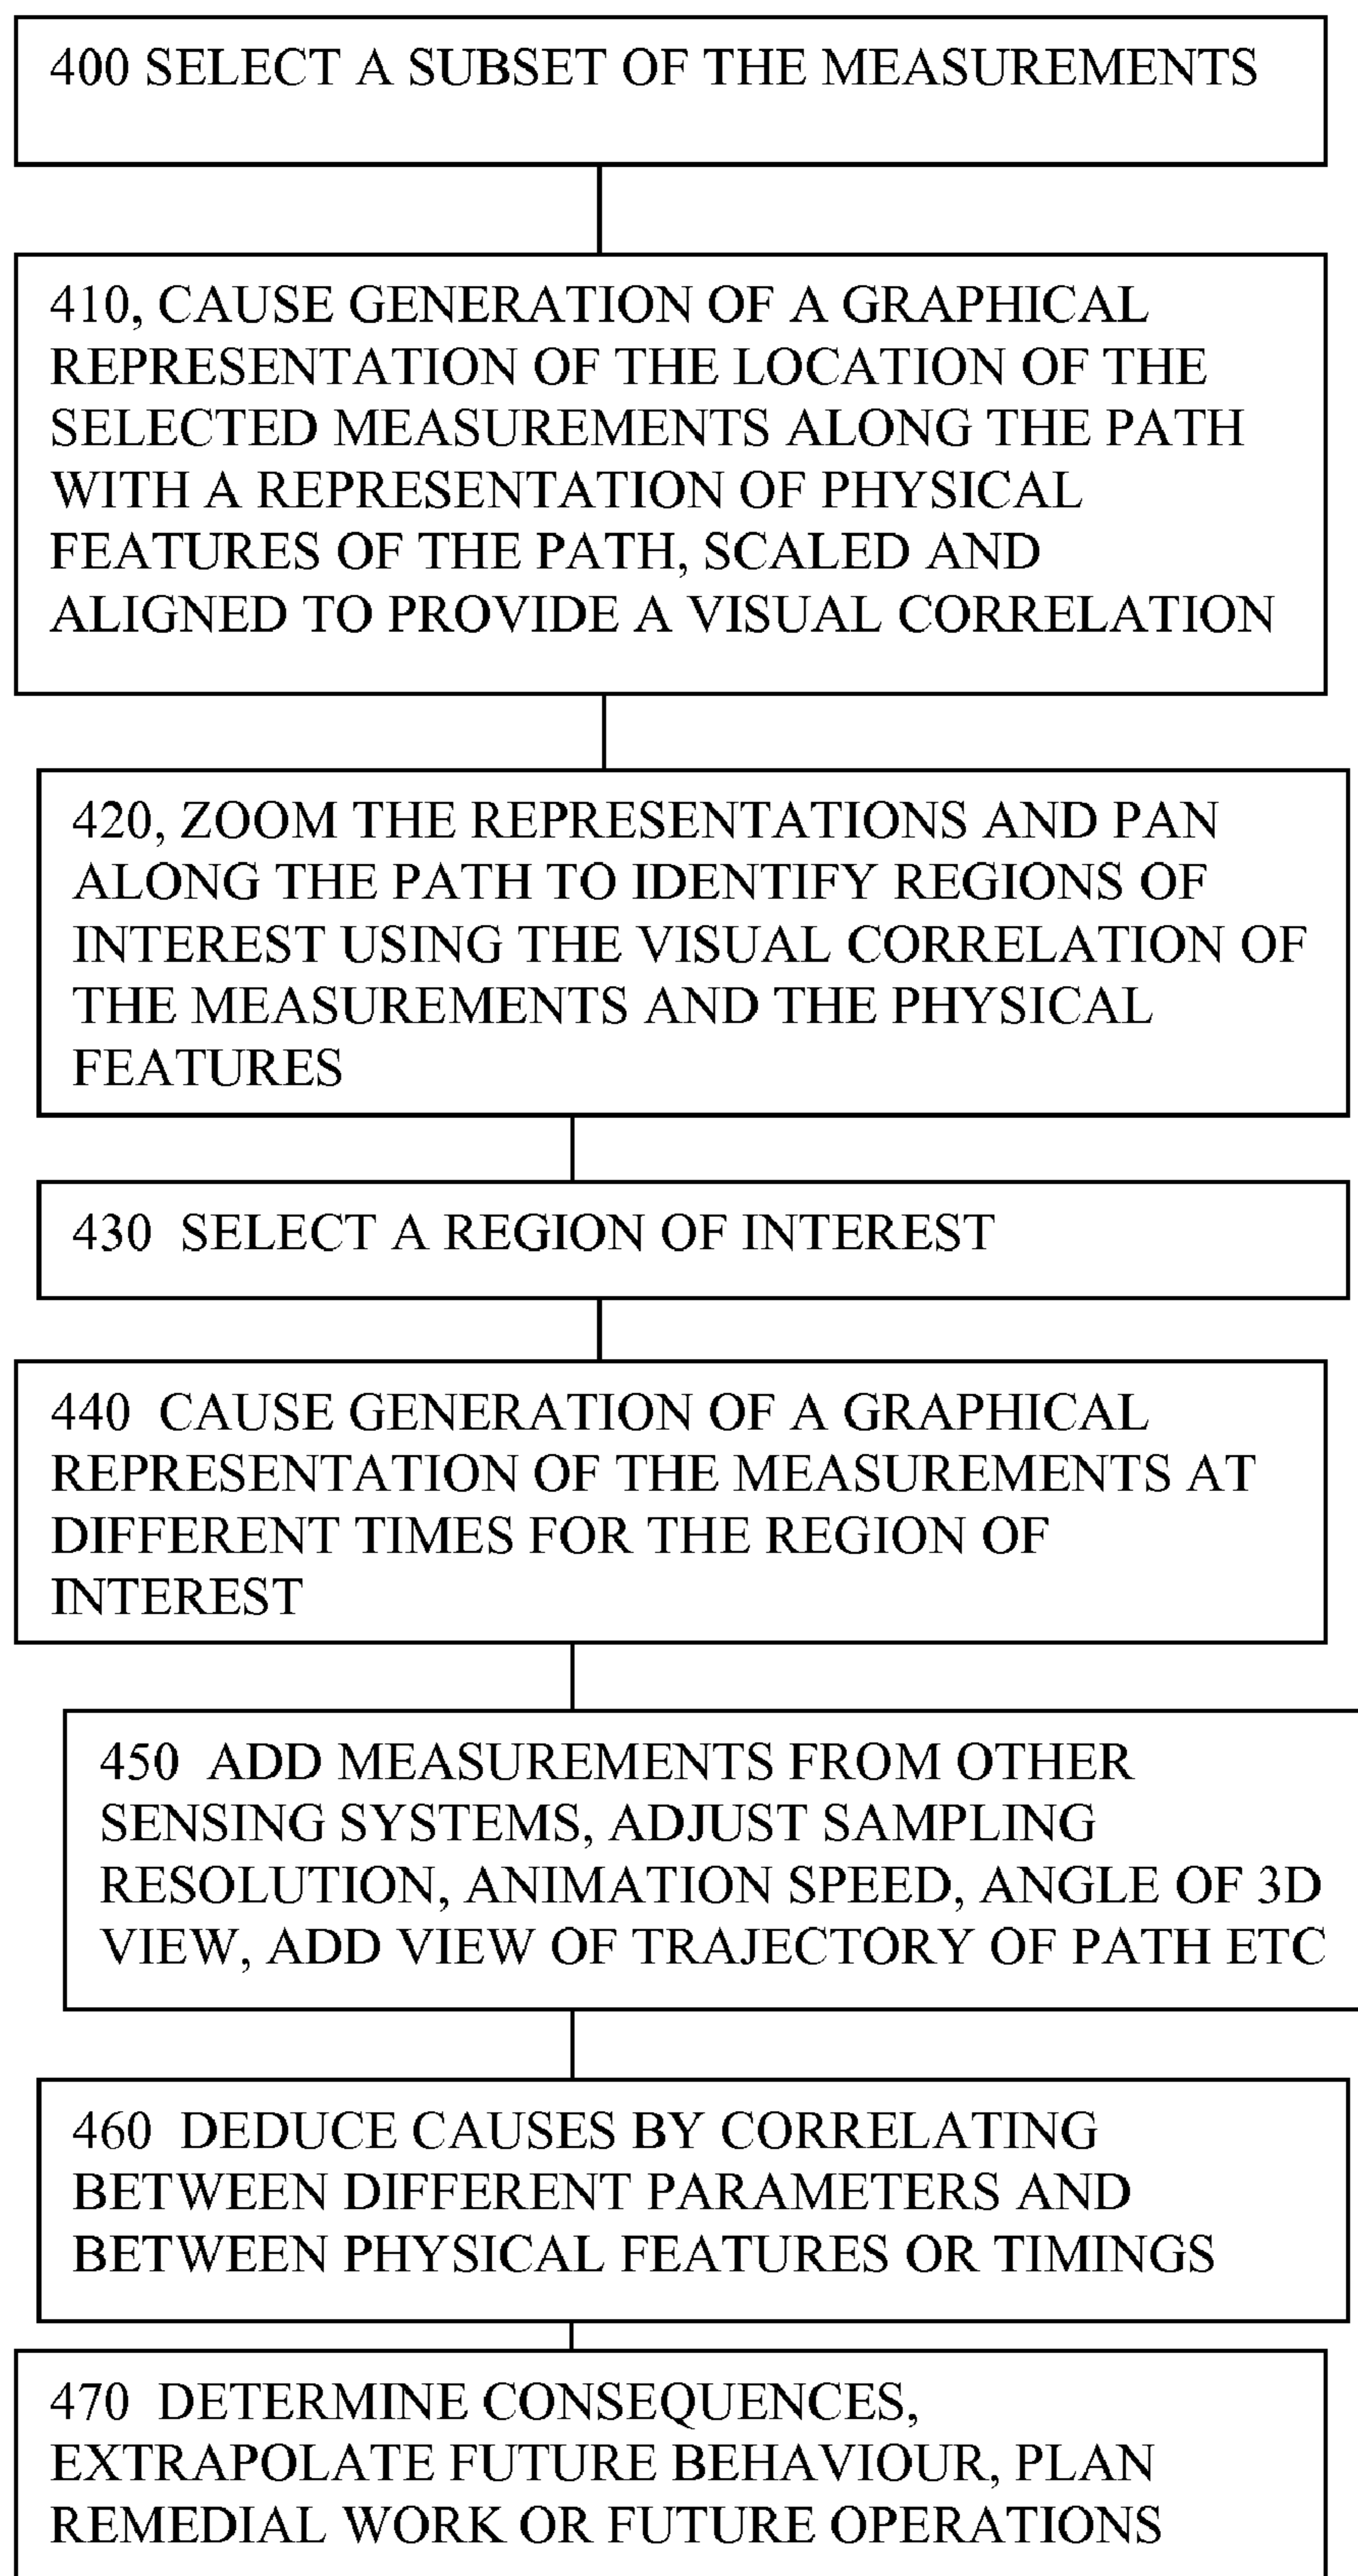 400 SELECT A SUBSET OF THE MEASUREMENTS
410, CAUSE GENERATION OF A GRAPHICAL
REPRESENTATION OF THE LOCATION OF THE
SELECTED MEASUREMENTS ALONG THE PATH
WITH A REPRESENTATION OF PHYSICAL
FEATURES OF THE PATH, SCALED AND
ALIGNED TO PROVIDE A VISUAL CORRELATION
420, ZOOM THE REPRESENTATIONS AND PAN
ALONG THE PATH TO IDENTIFY REGIONS OF
INTEREST USING THE VISUAL CORRELATION OF
THE MEASUREMENTS AND THE PHYSICAL
FEATURES
430 SELECT A REGION OF INTEREST
440 CAUSE GENERATION OF A GRAPHICAL
REPRESENTATION OF THE MEASUREMENTS AT
DIFFERENT TIMES FOR THE REGION OF
INTEREST
450 ADD MEASUREMENTS FROM OTHER
SENSING SYSTEMS, ADJUST SAMPLING
RESOLUTION, ANIMATION SPEED, ANGLE OF 3D
VIEW, ADD VIEW OF TRAJECTORY OF PATH ETC
460 DEDUCE CAUSES BY CORRELATING
BETWEEN DIFFERENT PARAMETERS AND
BETWEEN PHYSICAL FEATURES OR TIMINGS
470 DETERMINE CONSEQUENCES,
EXTRAPOLATE FUTURE BEHAVIOUR, PLAN
REMEDIAL WORK OR FUTURE OPERATIONS